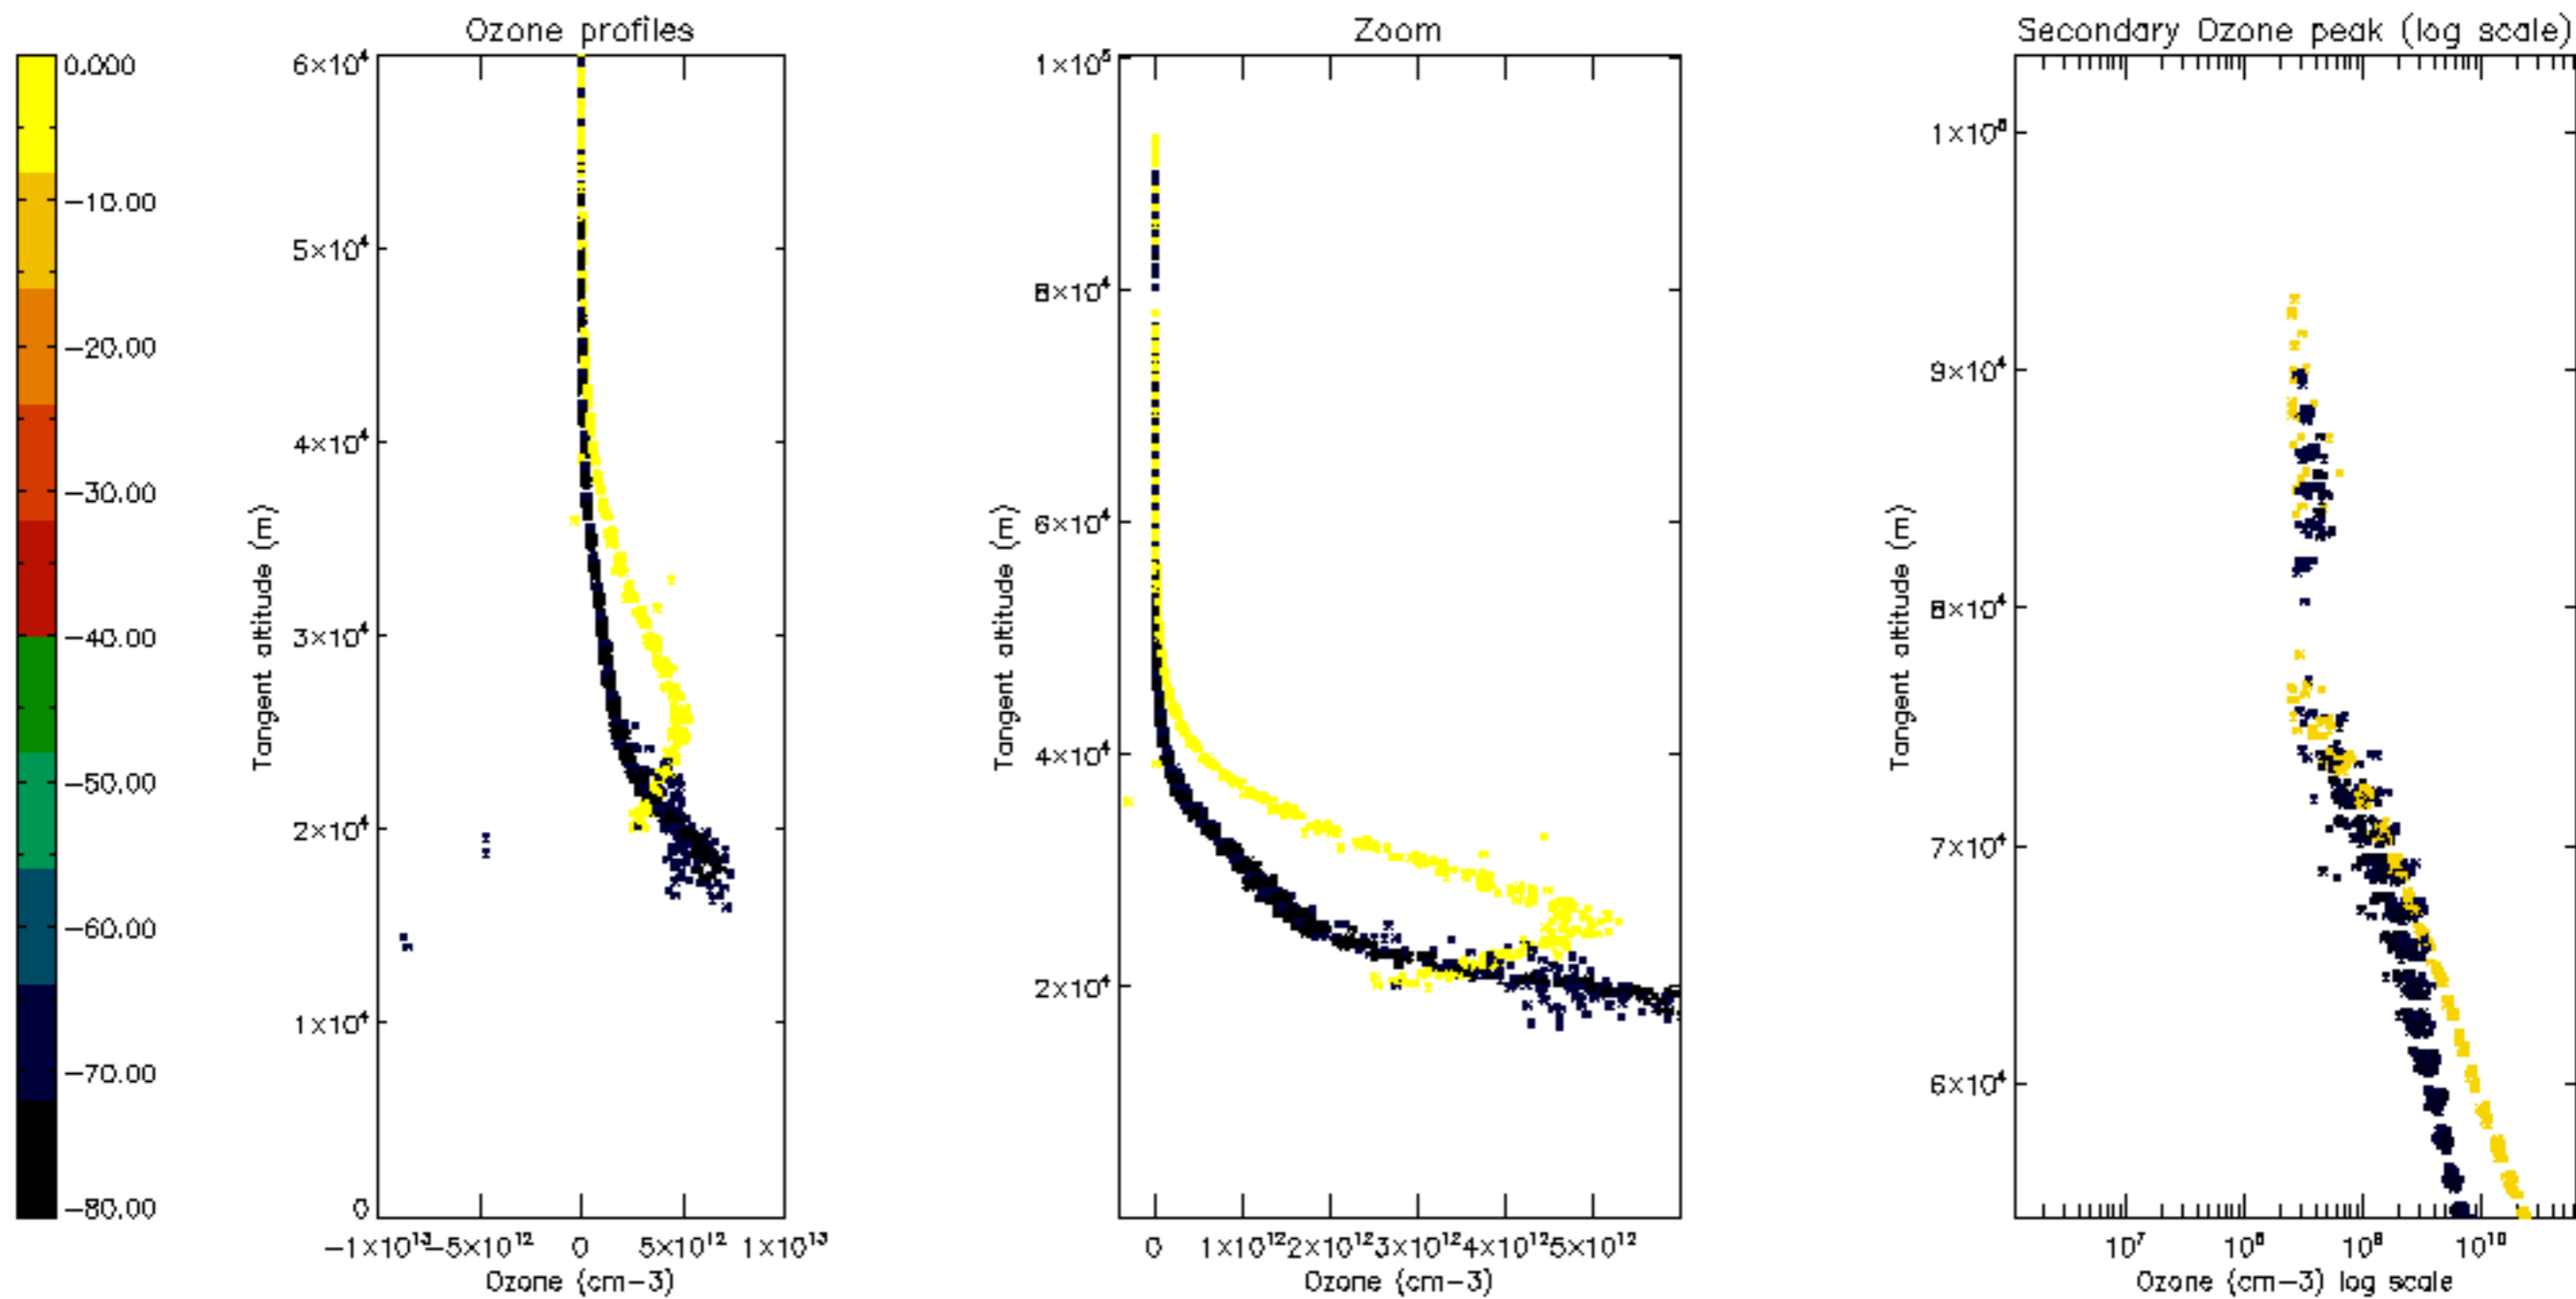 Ozone profiles
Zoom
Secondary Ozone peak (log scale)
0.000
−10.00
−20.00
−30.00
−40.00
−50.00
−60.00
−70.00
−80.00
6×10⁴
5×10⁴
4×10⁴
3×10⁴
2×10⁴
1×10⁴
0
Tangent altitude (m)
−1×10¹³ −5×10¹² 0 5×10¹² 1×10¹³
Ozone (cm−3)
1×10⁵
8×10⁴
6×10⁴
4×10⁴
2×10⁴
Tangent altitude (m)
0 1×10¹² 2×10¹² 3×10¹² 4×10¹² 5×10¹²
Ozone (cm−3)
9×10⁴
8×10⁴
7×10⁴
6×10⁴
Tangent altitude (m)
10⁷ 10⁸ 10⁹ 10¹⁰
Ozone (cm−3) log scale